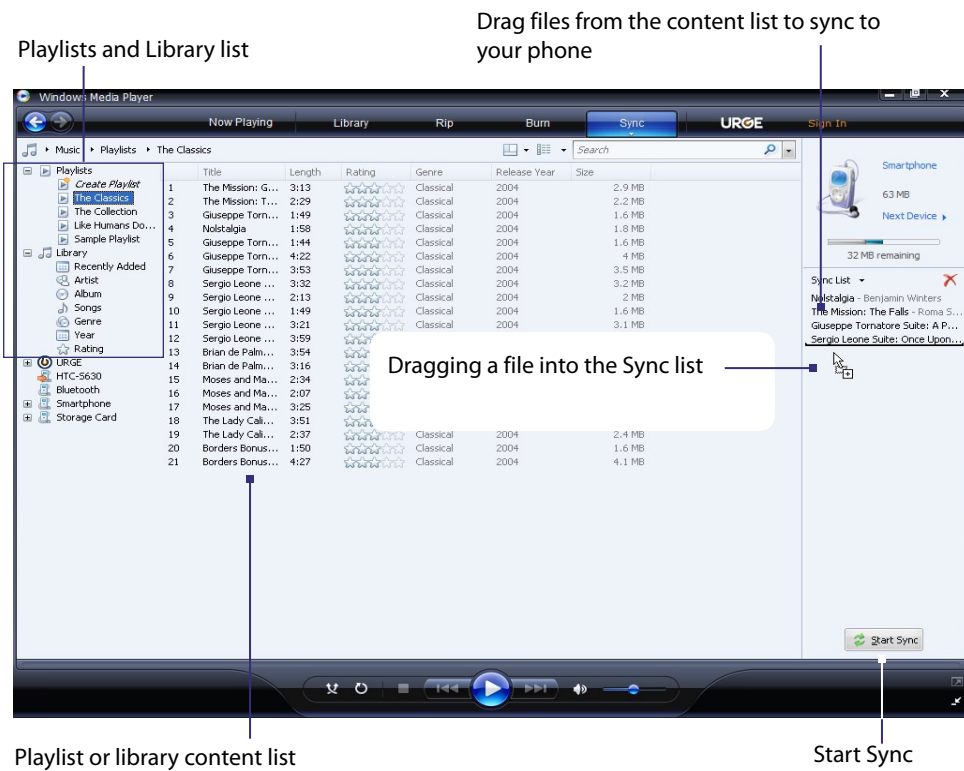 Drag files from the content list to sync to
your phone
Playlists and Library list
Windows Media Player
Now Playing Library Rip Burn Sync URGE Sign In
Music Playlists The Classics Search
Playlists
Create Playlist
The Classics
The Collection
Like Humans Do...
Sample Playlist
Library
Recently Added
Artist
Album
Songs
Genre
Year
Rating
URGE
HTC-S630
Bluetooth
Smartphone
Storage Card
Title Length Rating Genre Release Year Size
1 The Mission: G... 3:13 Classical 2004 2.9 MB
2 The Mission: T... 2:29 Classical 2004 2.2 MB
3 Giuseppe Torn... 1:49 Classical 2004 1.6 MB
4 Nolstalgia 1:58 Classical 2004 1.8 MB
5 Giuseppe Torn... 1:44 Classical 2004 1.6 MB
6 Giuseppe Torn... 4:22 Classical 2004 4 MB
7 Giuseppe Torn... 3:53 Classical 2004 3.5 MB
8 Sergio Leone ... 3:32 Classical 2004 3.2 MB
9 Sergio Leone ... 2:13 Classical 2004 2 MB
10 Sergio Leone ... 1:49 Classical 2004 1.6 MB
11 Sergio Leone ... 3:21 Classical 2004 3.1 MB
12 Sergio Leone ... 3:59
13 Brian de Palm... 3:54
14 Brian de Palm... 3:16
15 Moses and Ma... 2:34
16 Moses and Ma... 2:07
17 Moses and Ma... 3:25
18 The Lady Cali... 3:51
19 The Lady Cali... 2:37 Classical 2004 2.4 MB
20 Borders Bonus... 1:50 Classical 2004 1.6 MB
21 Borders Bonus... 4:27 Classical 2004 4.1 MB
Dragging a file into the Sync list
Smartphone
63 MB
Next Device
32 MB remaining
Sync List
Nolstalgia - Benjamin Winters
The Mission: The Falls - Roma S...
Giuseppe Tornatore Suite: A P...
Sergio Leone Suite: Once Upon...
Start Sync
Playlist or library content list
Start Sync